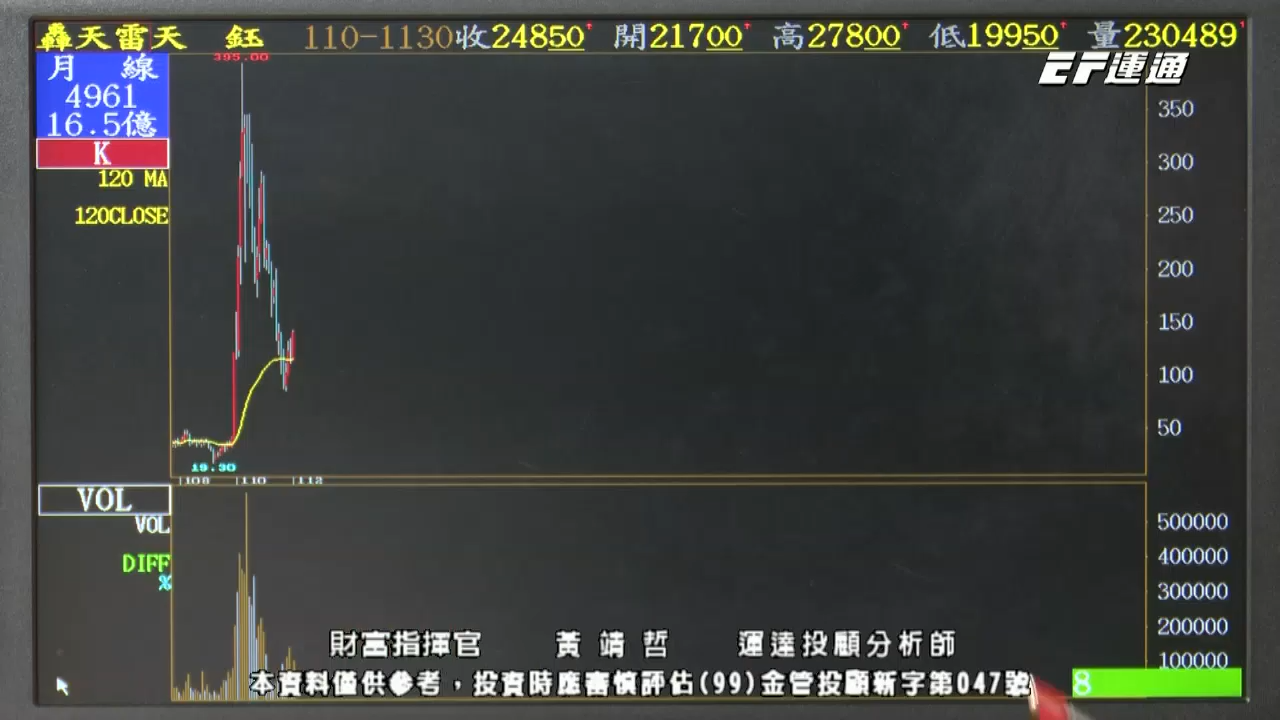 轟天雷天 鈺 110-1130收24850↑ 開21700↑ 高27800↑ 低19950↑ 量230489↑
EF運通
月 線
4961
16.5億
K
120 MA
120CLOSE
395.00
19.30
350
300
250
200
150
100
50
108 110 112
VOL
VOL
DIFF
%
500000
400000
300000
200000
100000
財富指揮官 黃靖哲 運達投顧分析師
本資料僅供參考，投資時應審慎評估(99)金管投顧新字第047號
8